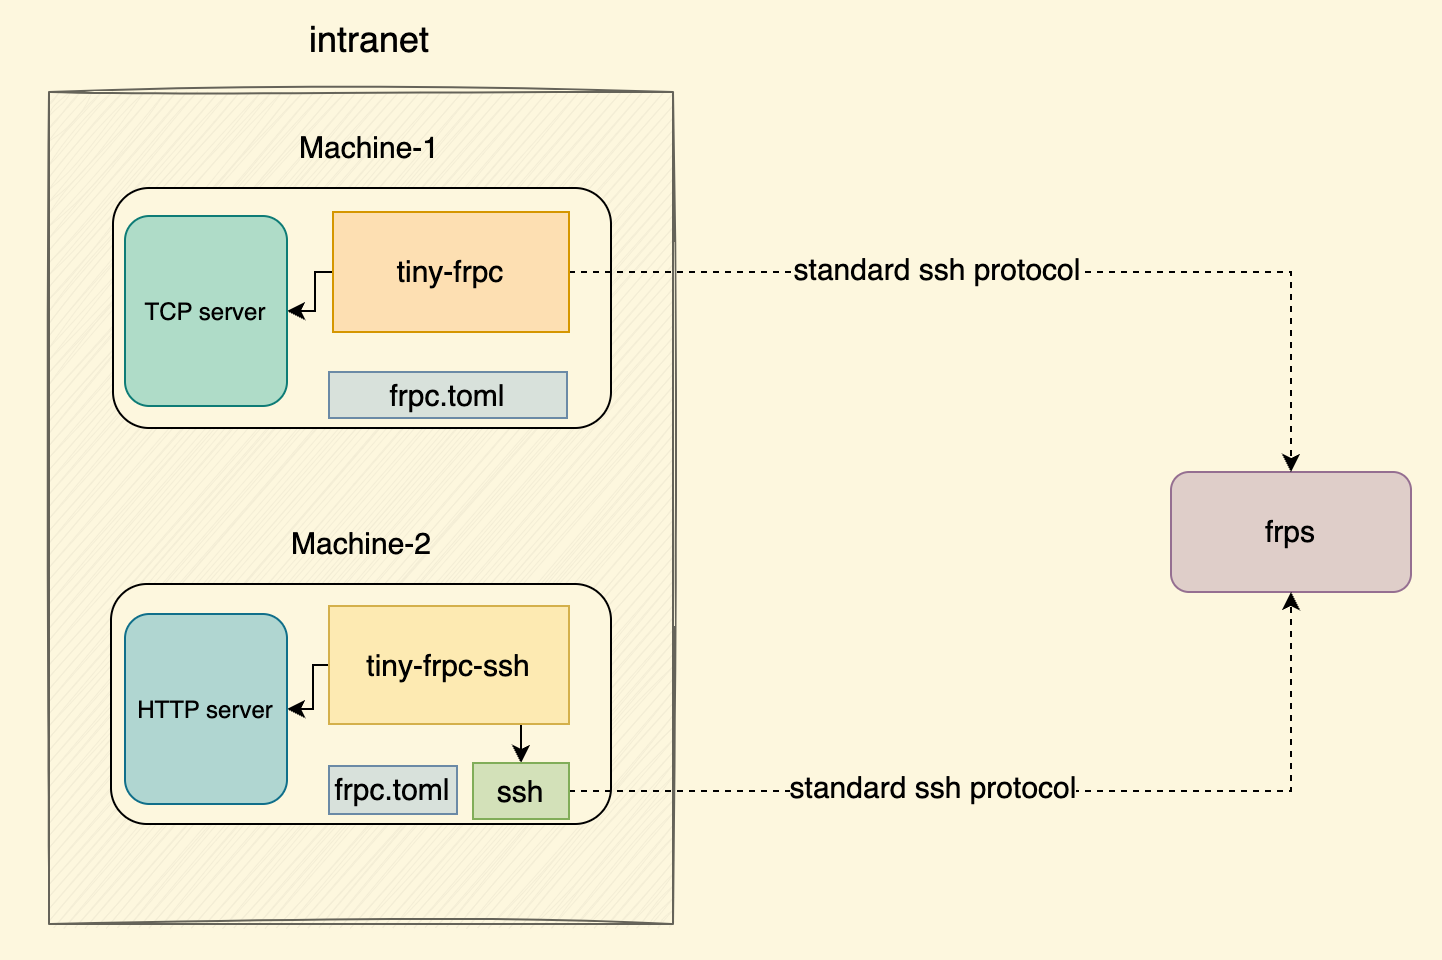 intranet
Machine-1
TCP server
tiny-frpc
frpc.toml
standard ssh protocol
frps
Machine-2
HTTP server
tiny-frpc-ssh
frpc.toml
ssh
standard ssh protocol